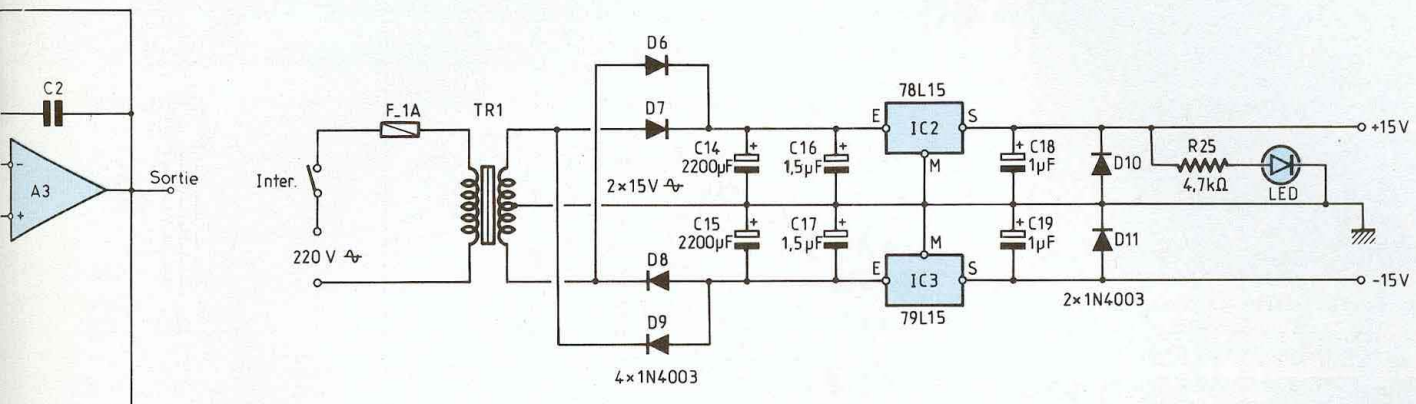 C2
A3
-
+
Sortie
Inter.
220 V
F_1A
TR1
2×15V
D6
D7
D8
D9
4×1N4003
C14
2200µF
+
C16
1,5µF
+
C15
2200µF
+
C17
1,5µF
+
78L15
E
IC2
S
M
M
E
IC3
S
79L15
C18
1µF
+
C19
1µF
+
D10
D11
2×1N4003
R25
4,7kΩ
LED
+15V
-15V